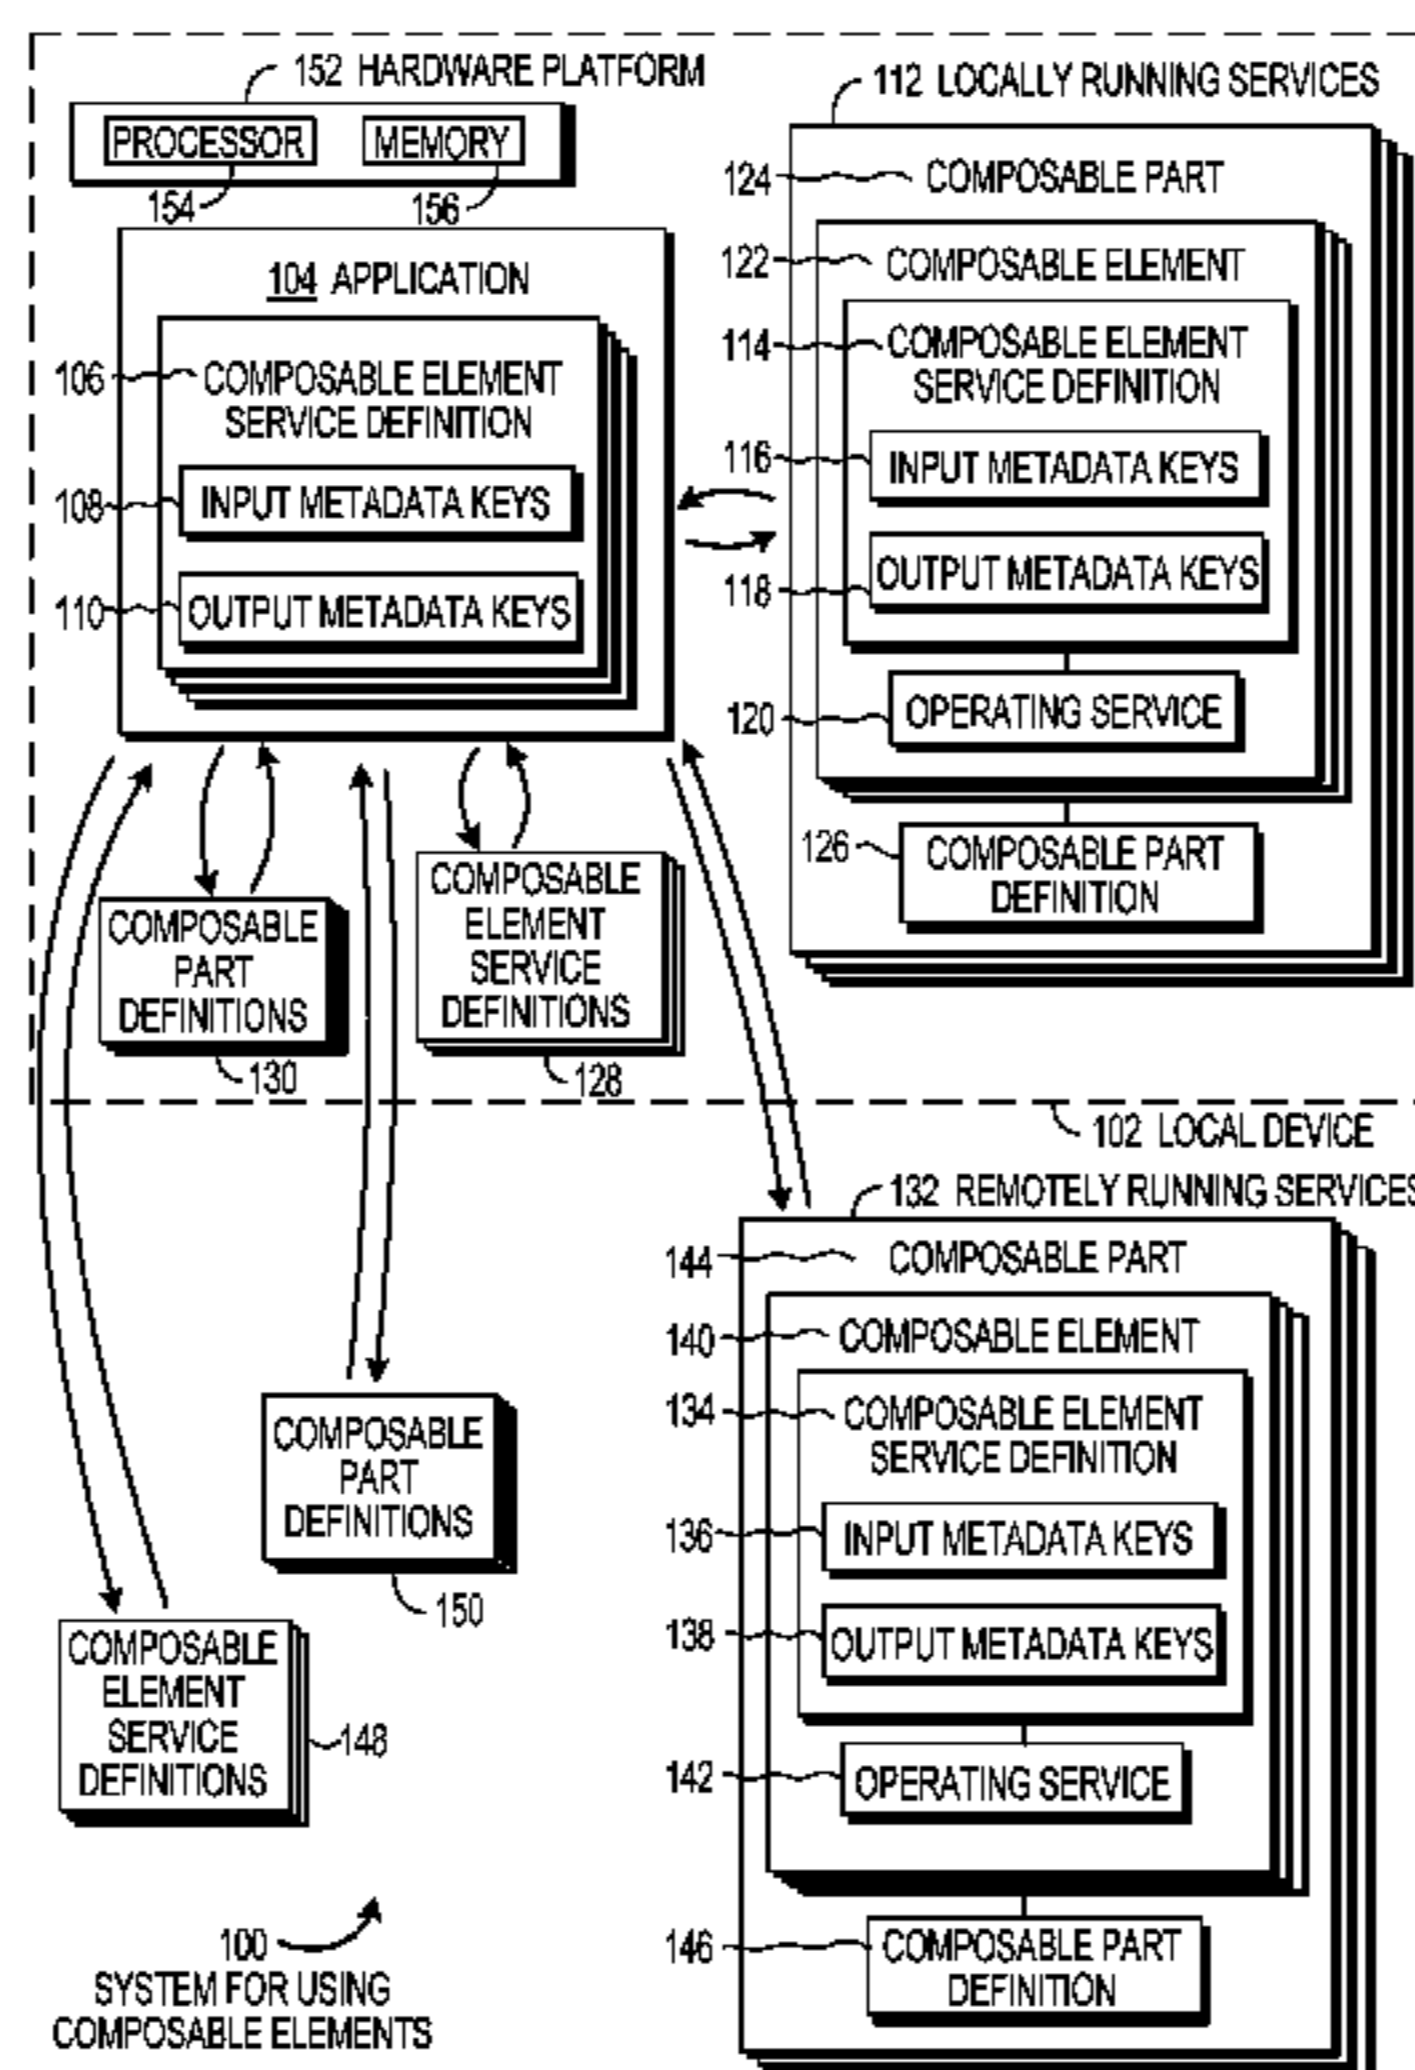 152 HARDWARE PLATFORM
PROCESSOR
MEMORY
154
156
104 APPLICATION
106
COMPOSABLE ELEMENT
SERVICE DEFINITION
108
INPUT METADATA KEYS
110
OUTPUT METADATA KEYS
112 LOCALLY RUNNING SERVICES
124
COMPOSABLE PART
122
COMPOSABLE ELEMENT
114
COMPOSABLE ELEMENT
SERVICE DEFINITION
116
INPUT METADATA KEYS
118
OUTPUT METADATA KEYS
120
OPERATING SERVICE
126
COMPOSABLE PART
DEFINITION
COMPOSABLE
PART
DEFINITIONS
130
COMPOSABLE
ELEMENT
SERVICE
DEFINITIONS
128
102 LOCAL DEVICE
132 REMOTELY RUNNING SERVICES
144
COMPOSABLE PART
140
COMPOSABLE ELEMENT
134
COMPOSABLE ELEMENT
SERVICE DEFINITION
136
INPUT METADATA KEYS
138
OUTPUT METADATA KEYS
142
OPERATING SERVICE
146
COMPOSABLE PART
DEFINITION
COMPOSABLE
PART
DEFINITIONS
150
COMPOSABLE
ELEMENT
SERVICE
DEFINITIONS
148
100
SYSTEM FOR USING
COMPOSABLE ELEMENTS